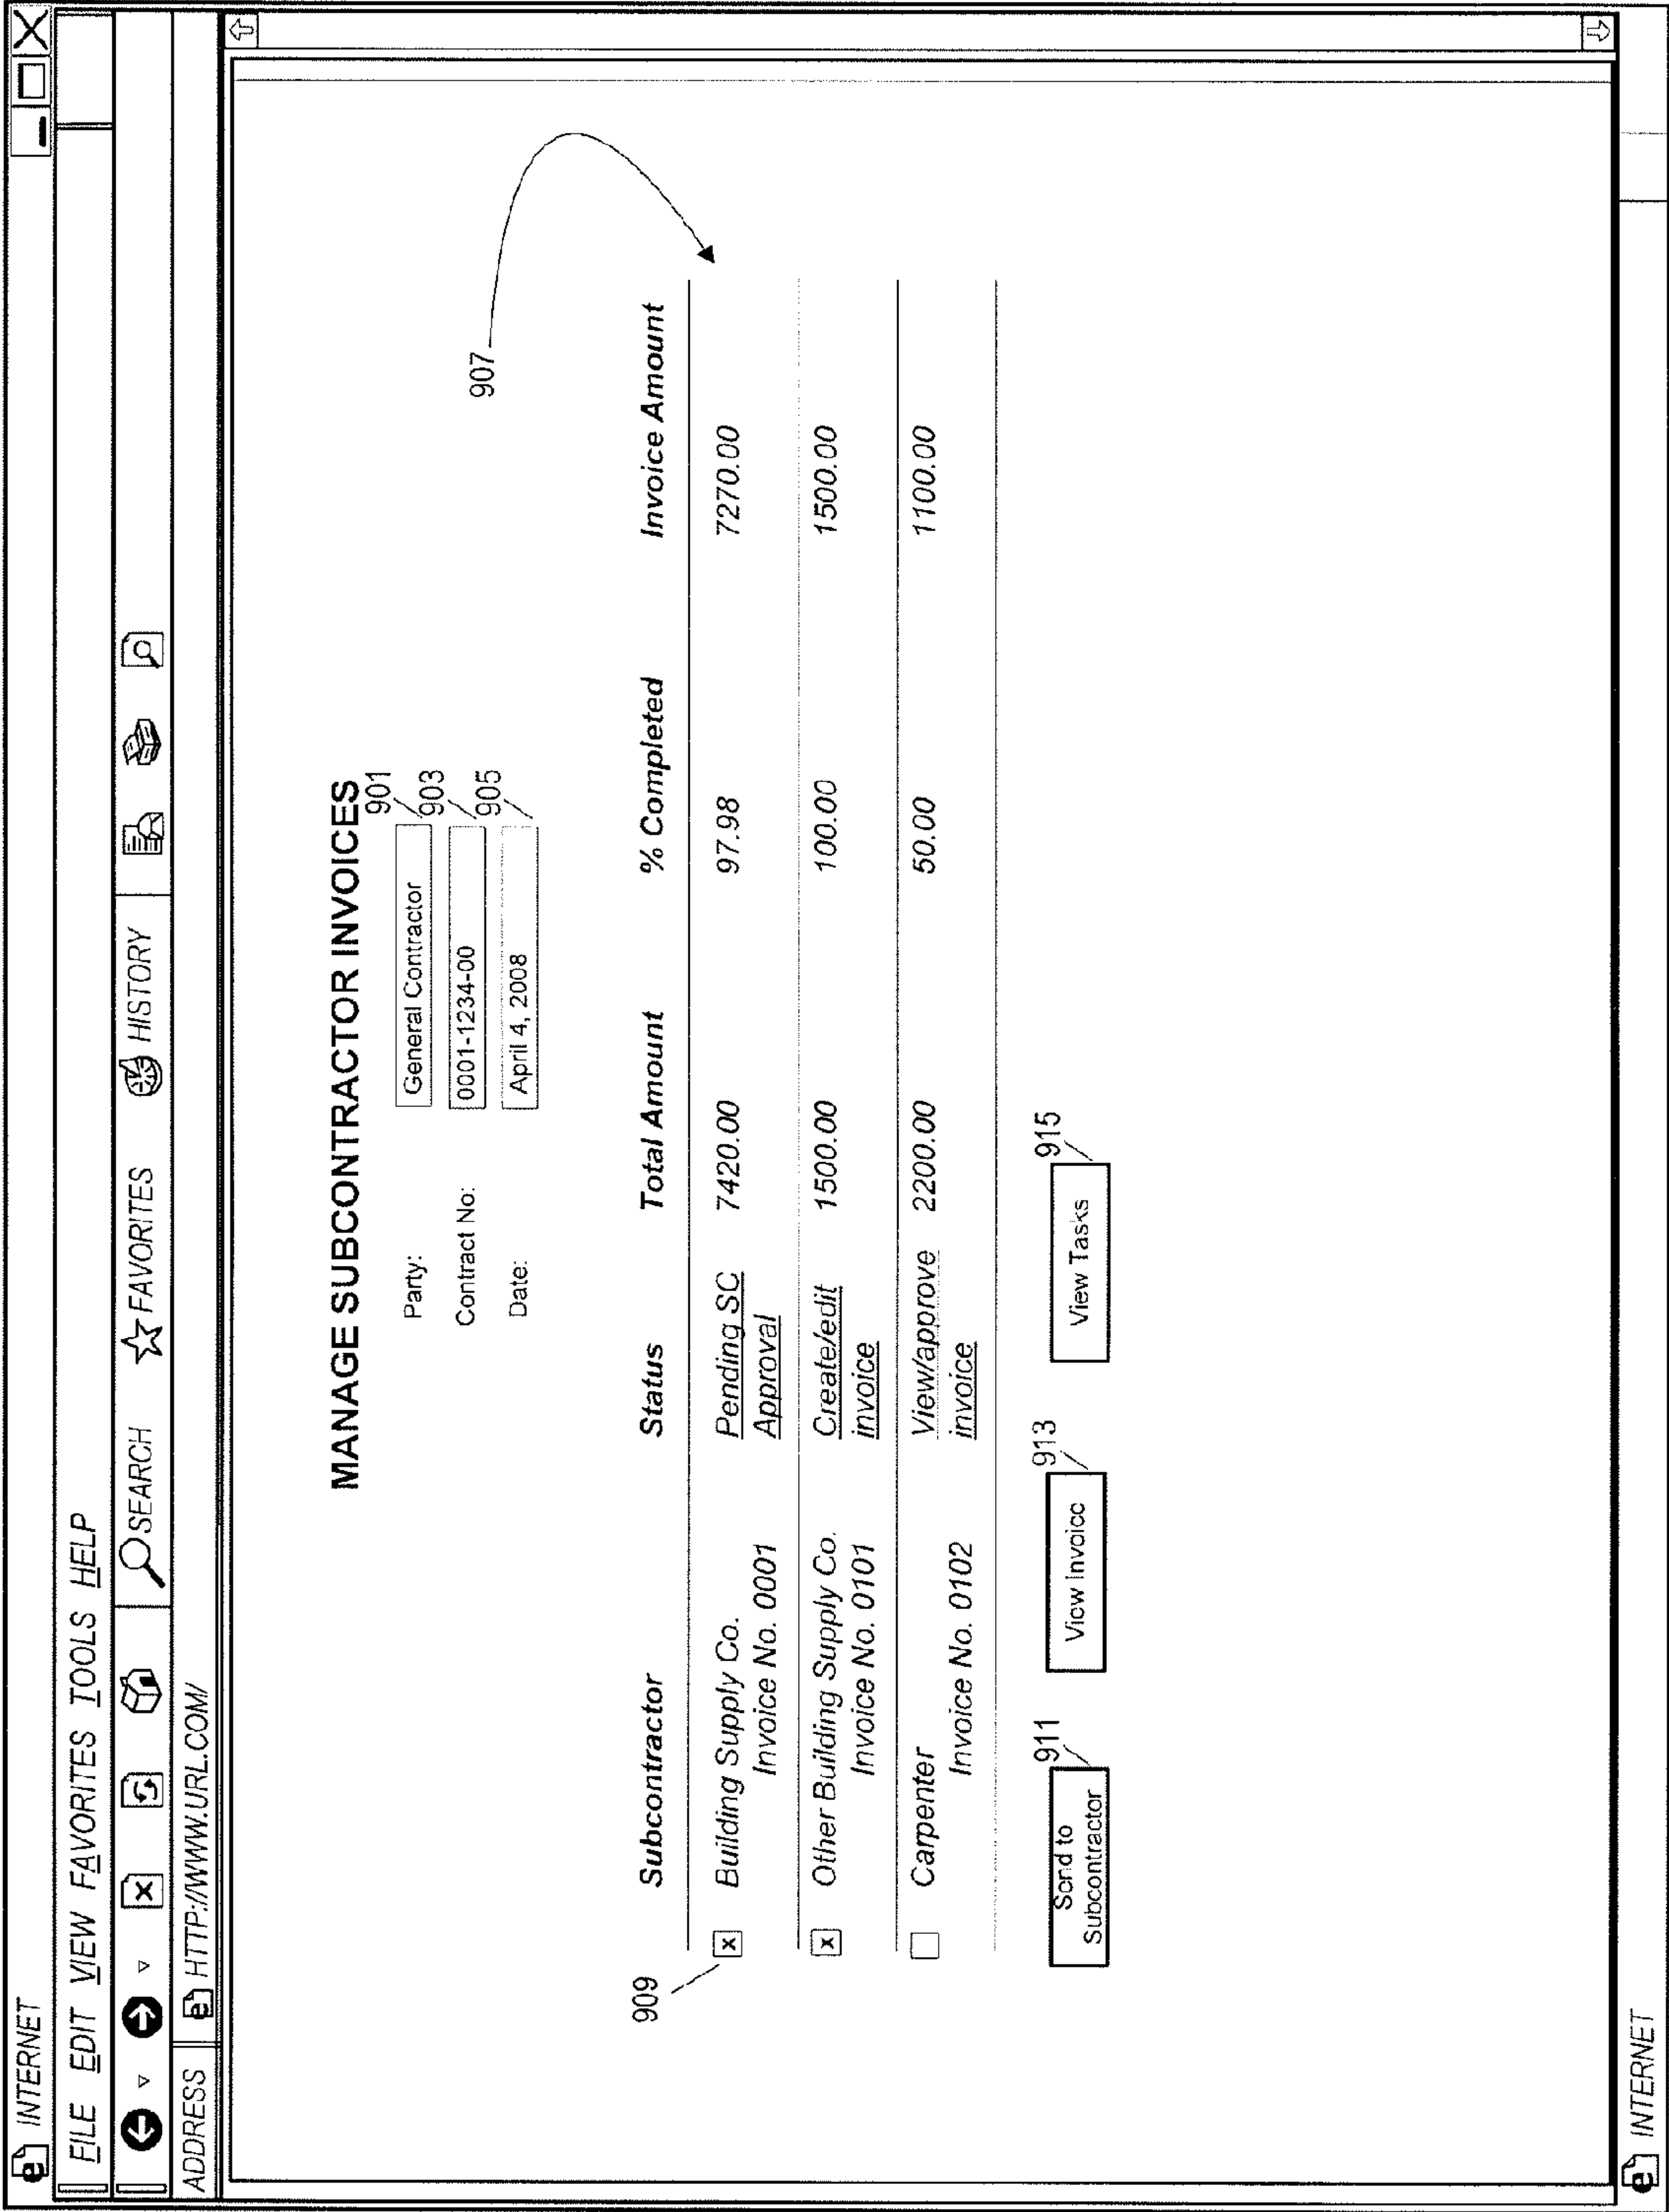 INTERNET
FILE EDIT VIEW FAVORITES TOOLS HELP
SEARCH FAVORITES HISTORY
ADDRESS HTTP://WWW.URL.COM/
MANAGE SUBCONTRACTOR INVOICES
901
Party: General Contractor
903
Contract No: 0001-1234-00
905
Date: April 4, 2008
907
909
Subcontractor Status Total Amount % Completed Invoice Amount
x Building Supply Co. Pending SC 7420.00 97.98 7270.00
Invoice No. 0001 Approval
x Other Building Supply Co. Create/edit 1500.00 100.00 1500.00
Invoice No. 0101 invoice
Carpenter View/approve 2200.00 50.00 1100.00
Invoice No. 0102 invoice
911 913 915
Send to
Subcontractor View Invoice View Tasks
INTERNET